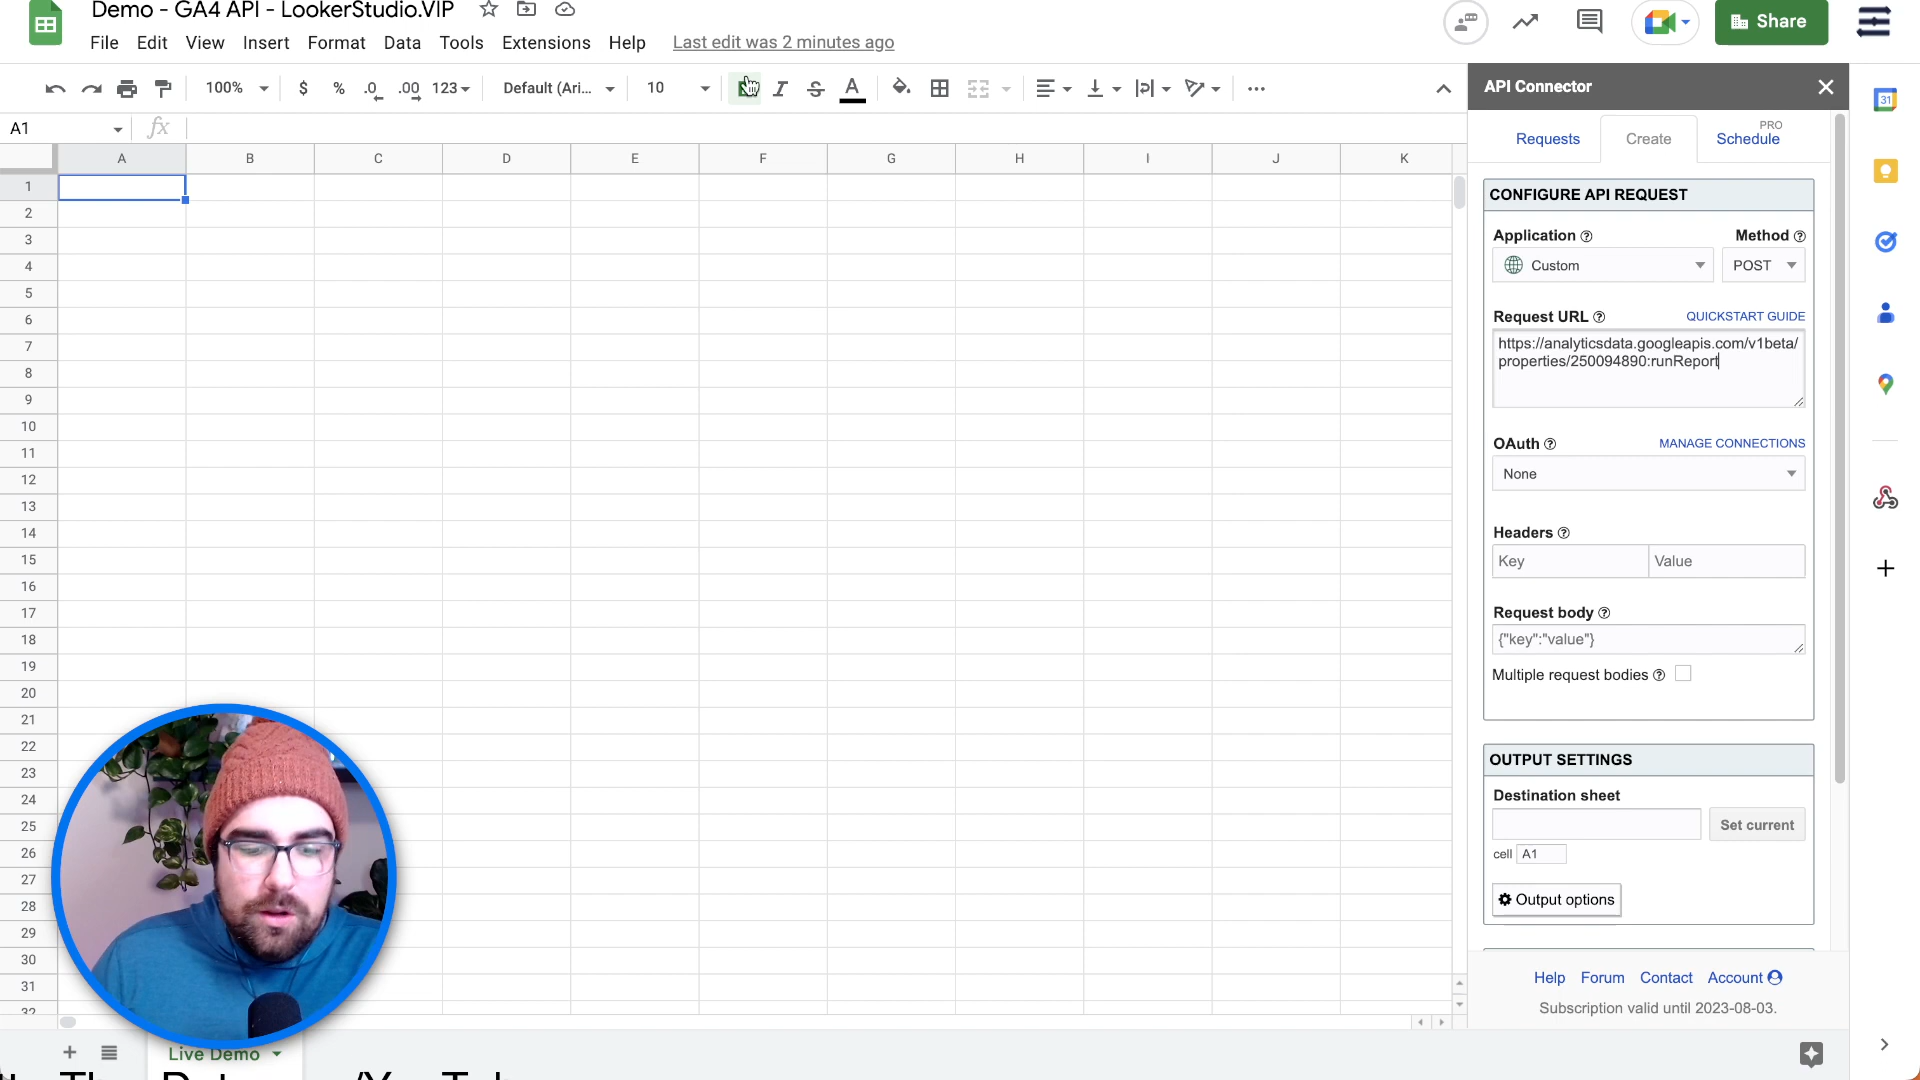 Demo - GA4 API - LookerStudio.VIP
File Edit View Insert Format Data Tools Extensions Help Last edit was 2 minutes ago
Share
100% $ % .0 .00 123 Default (Ari... 10
A1 fx
A B C D E F G H I J K
1
2
3
4
5
6
7
8
9
10
11
12
13
14
15
16
17
18
19
20
21
22
23
24
25
26
27
28
29
30
31
32
Live Demo
API Connector
Requests Create Schedule
PRO
CONFIGURE API REQUEST
Application Method
Custom POST
Request URL QUICKSTART GUIDE
https://analyticsdata.googleapis.com/v1beta/
properties/250094890:runReport
OAuth MANAGE CONNECTIONS
None
Headers
Key Value
Request body
{"key":"value"}
Multiple request bodies
OUTPUT SETTINGS
Destination sheet
Set current
cell A1
Output options
Help Forum Contact Account
Subscription valid until 2023-08-03.
31